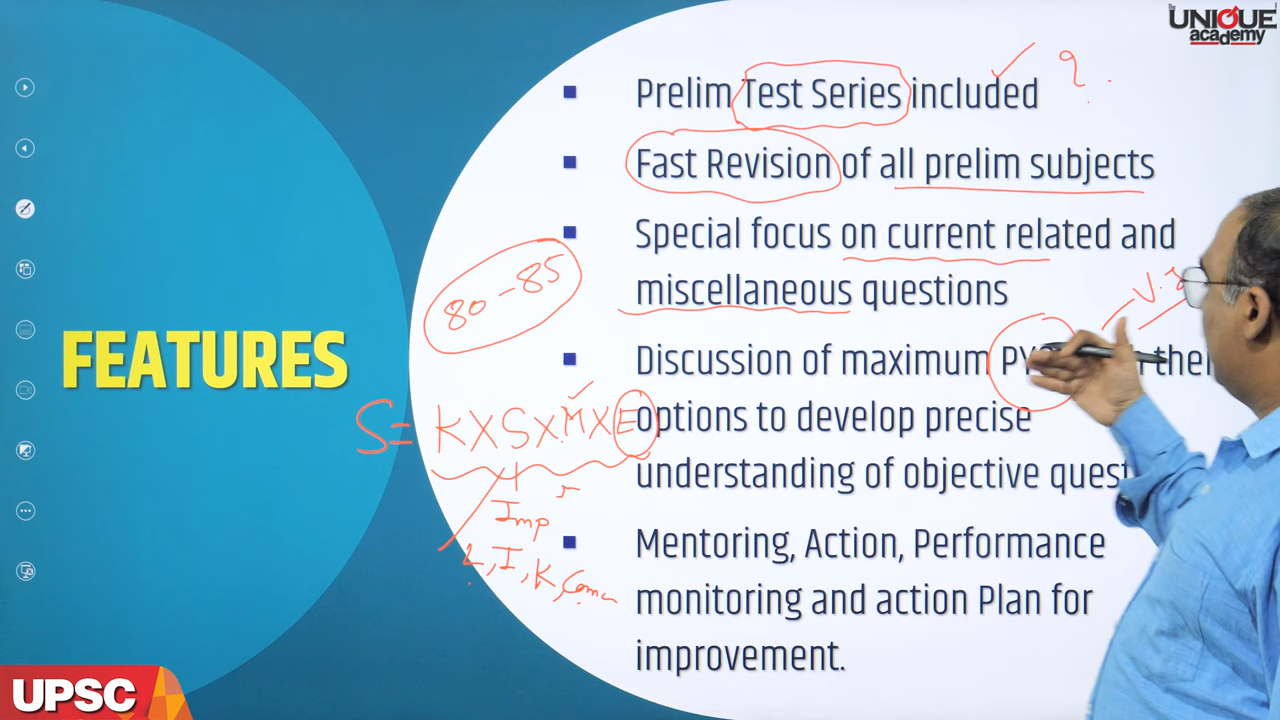 The
UNIQUE
academy
Prelim Test Series included
Fast Revision of all prelim subjects
Special focus on current related and
miscellaneous questions
80-85
V.I
FEATURES
Discussion of maximum
options to develop precise
understanding of objective
S= KXSXMXE
Imp
I, K,
Mentoring, Action, Performance
monitoring and action Plan for
improvement.
UPSC